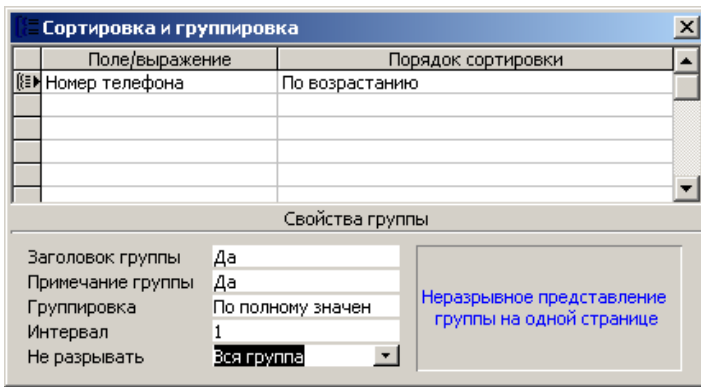 Сортировка и группировка
Поле/выражение Порядок сортировки
Номер телефона По возрастанию
Свойства группы
Заголовок группы Да
Примечание группы Да
Группировка По полному значен
Интервал 1
Не разрывать Вся группа
Неразрывное представление
группы на одной странице